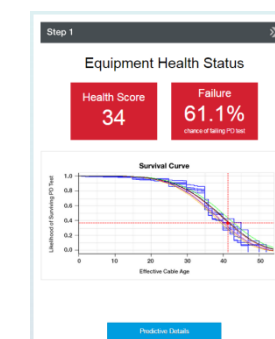 Step 1
Equipment Health Status
Health Score
34
Failure
61.1%
chance of failing PD test
Survival Curve
Likelihood of Surviving PD Test
1.0
0.8
0.6
0.4
0.2
0.0
0 10 20 30 40 50
Effective Cable Age
Predictive Details